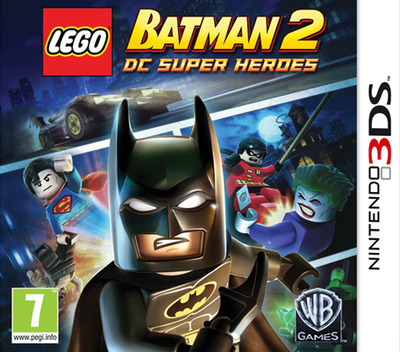 LEGO
BATMAN 2
DC SUPER HEROES
NINTENDO 3DS
7
www.pegi.info
WB
GAMES